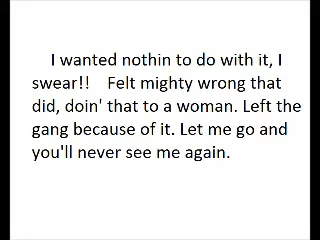 I wanted nothin to do with it, I
swear!!    Felt mighty wrong that
did, doin' that to a woman. Left the
gang because of it. Let me go and
you'll never see me again.